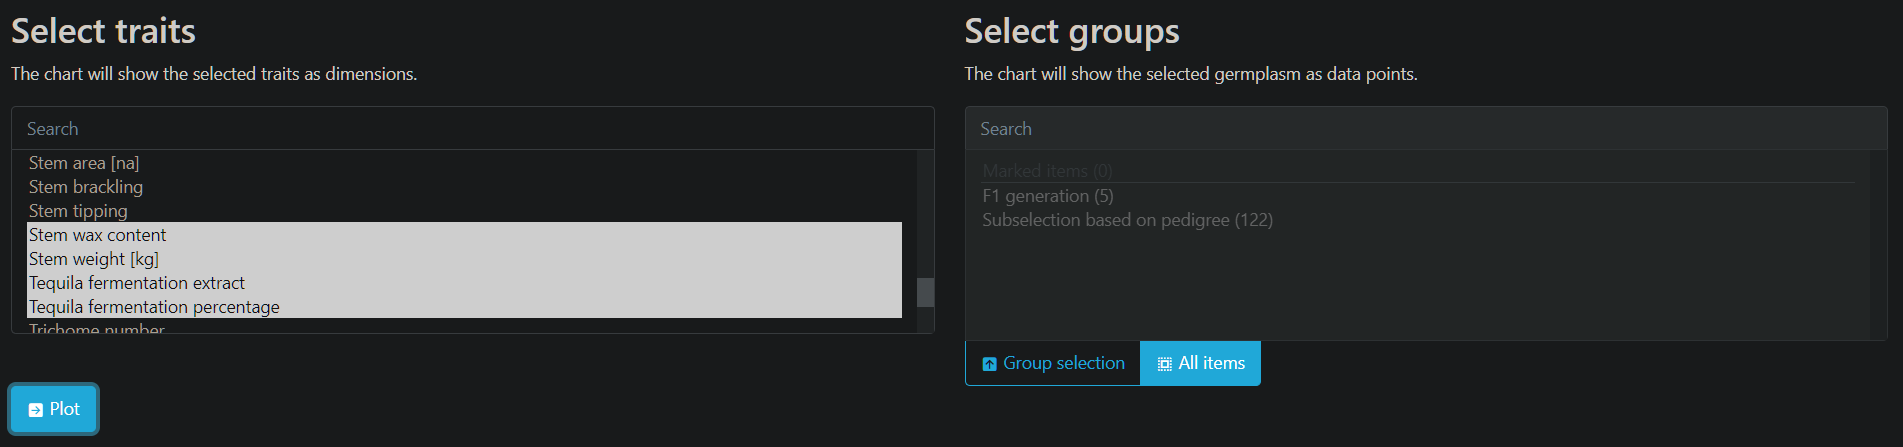 Select traits
The chart will show the selected traits as dimensions.
Search
Stem area [na]
Stem brackling
Stem tipping
Stem wax content
Stem weight [kg]
Tequila fermentation extract
Tequila fermentation percentage
Trichome number
Plot
Select groups
The chart will show the selected germplasm as data points.
Search
Marked items (0)
F1 generation (5)
Subselection based on pedigree (122)
Group selection
All items